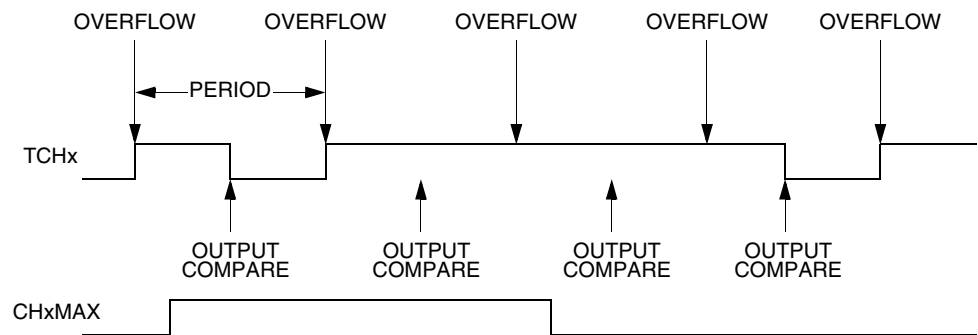 OVERFLOW OVERFLOW OVERFLOW OVERFLOW OVERFLOW
PERIOD
TCHx
OUTPUT COMPARE
OUTPUT COMPARE
OUTPUT COMPARE
OUTPUT COMPARE
CHxMAX